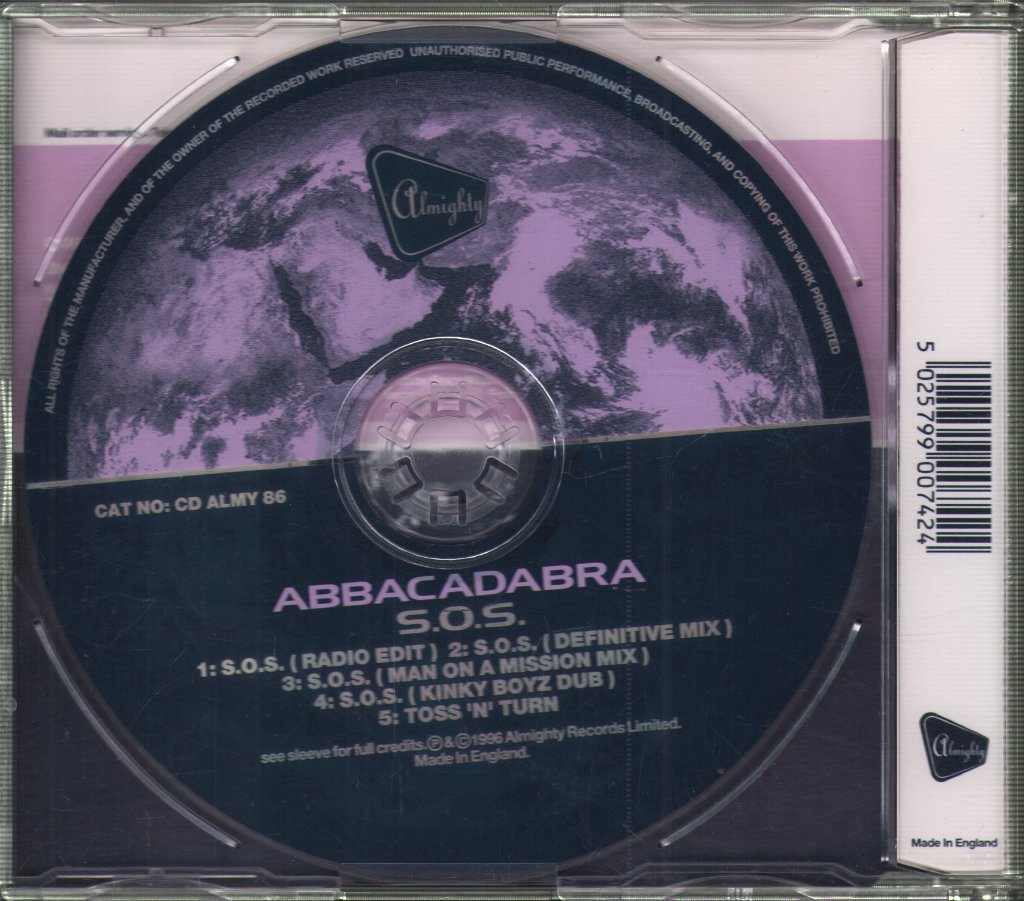 ALL RIGHTS OF THE MANUFACTURER, AND OF THE OWNER OF THE RECORDED WORK RESERVED UNAUTHORISED PUBLIC PERFORMANCE, BROADCASTING, AND COPYING OF THIS WORK PROHIBITED
Almighty
CAT NO: CD ALMY 86
ABBACADABRA
S.O.S.
1: S.O.S. ( RADIO EDIT ) 2: S.O.S. ( DEFINITIVE MIX )
3: S.O.S. ( MAN ON A MISSION MIX )
4: S.O.S. ( KINKY BOYZ DUB )
5: TOSS 'N' TURN
see sleeve for full credits. Ⓟ & © 1996 Almighty Records Limited.
Made In England.
5 025799 007424
Almighty
Made In England